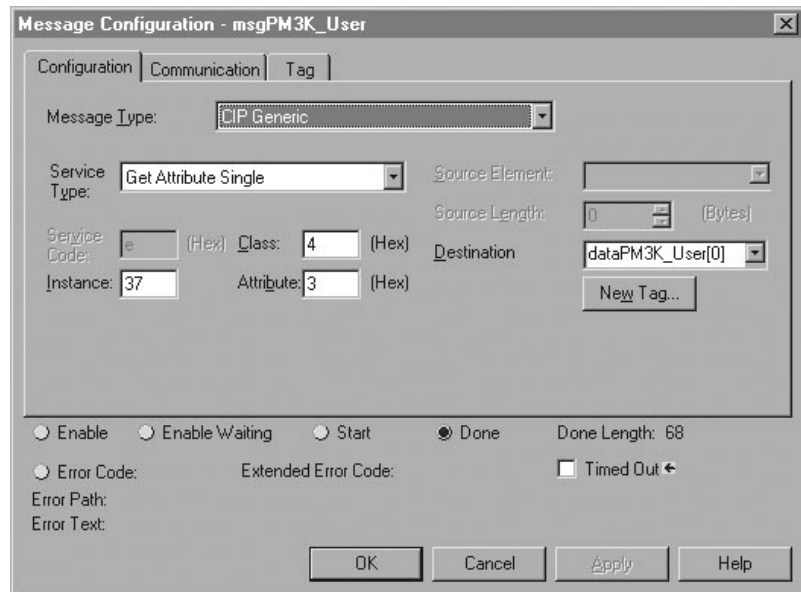 Message Configuration - msgPM3K_User
Configuration Communication Tag
Message Type: CIP Generic
Service Type: Get Attribute Single
Source Element:
Source Length: 0 (Bytes)
Service Code: e (Hex) Class: 4 (Hex)
Destination dataPM3K_User[0]
Instance: 37 Attribute: 3 (Hex)
New Tag...
Enable Enable Waiting Start Done Done Length: 68
Error Code: Extended Error Code: Timed Out
Error Path:
Error Text:
OK Cancel Apply Help